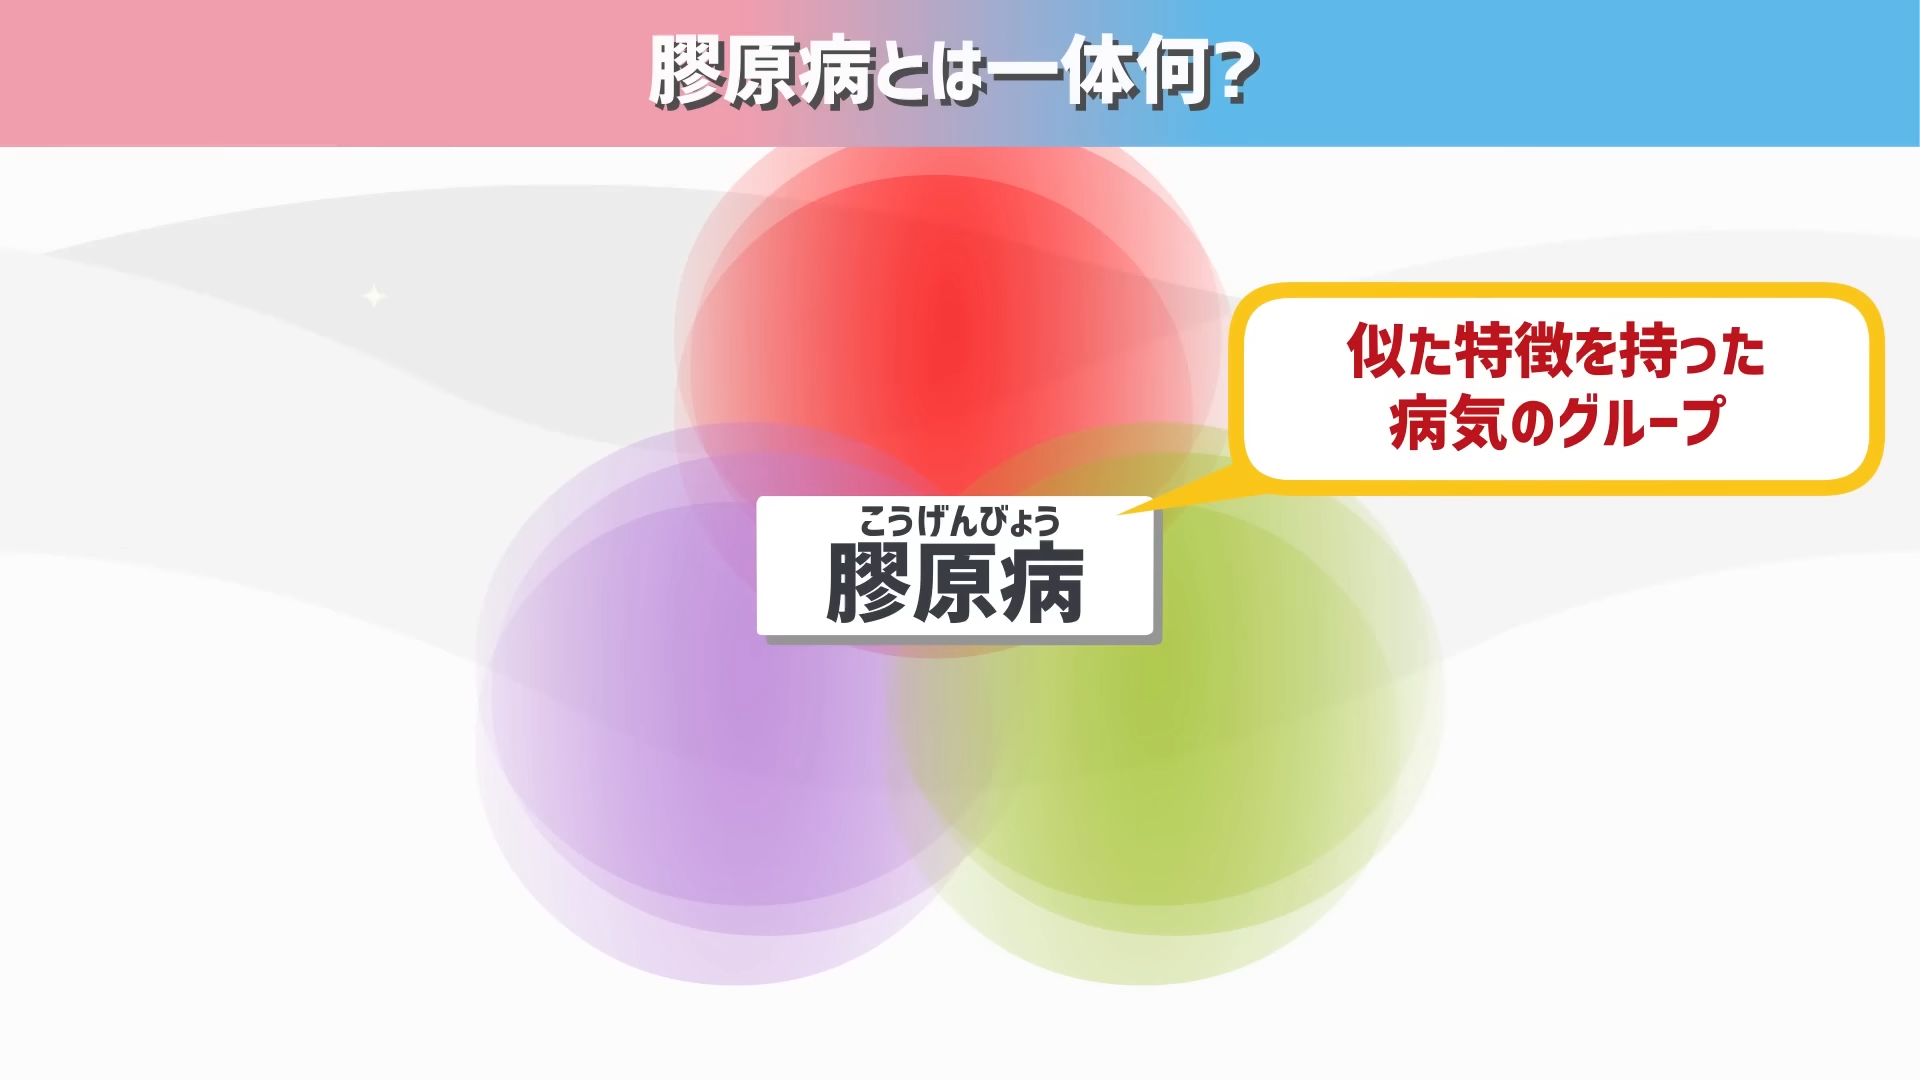 膠原病とは一体何?
似た特徴を持った
病気のグループ
こうげんびょう
膠原病